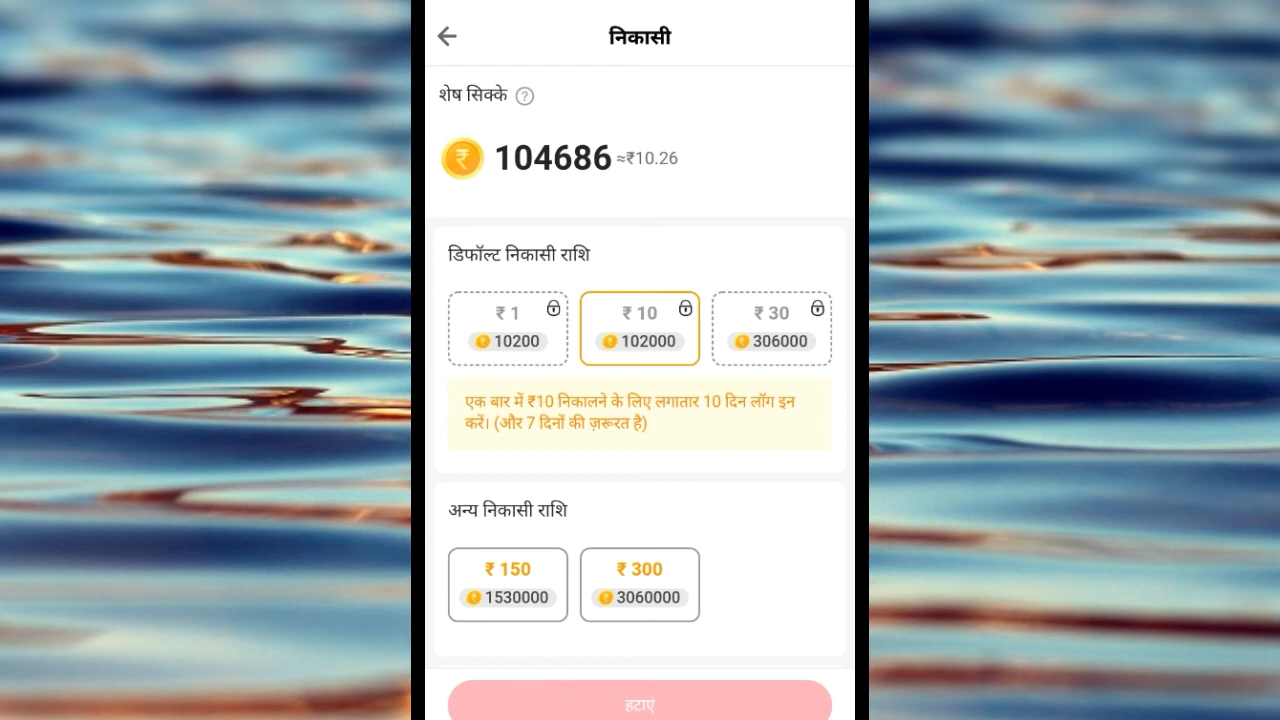 निकासी
शेष सिक्के ?
104686 ≈₹10.26
डिफॉल्ट निकासी राशि
₹ 1 ₹ 10 ₹ 30
10200 102000 306000
एक बार में ₹10 निकालने के लिए लगातार 10 दिन लॉग इन
करें। (और 7 दिनों की ज़रूरत है)
अन्य निकासी राशि
₹ 150 ₹ 300
1530000 3060000
हटाएं